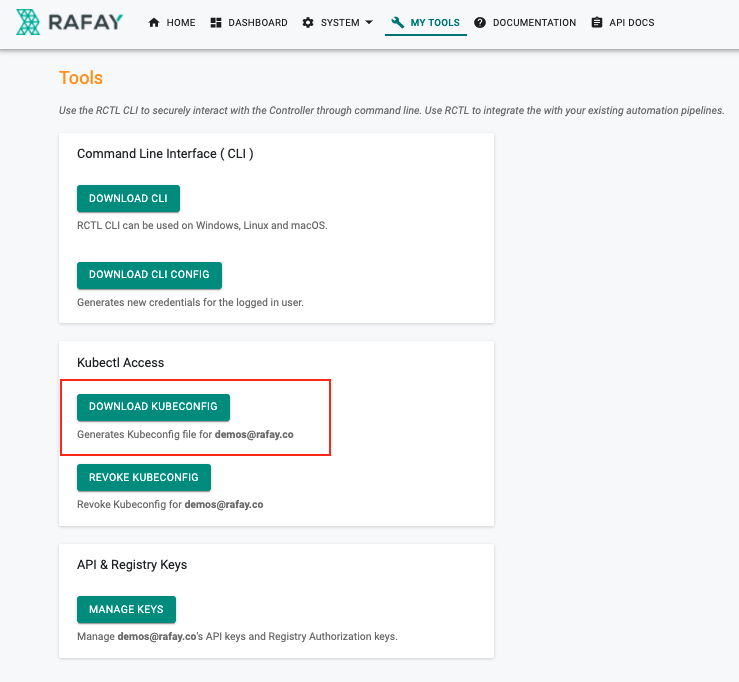 RAFAY HOME DASHBOARD SYSTEM MY TOOLS DOCUMENTATION API DOCS
Tools
Use the RCTL CLI to securely interact with the Controller through command line. Use RCTL to integrate the with your existing automation pipelines.
Command Line Interface ( CLI )
DOWNLOAD CLI
RCTL CLI can be used on Windows, Linux and macOS.
DOWNLOAD CLI CONFIG
Generates new credentials for the logged in user.
Kubectl Access
DOWNLOAD KUBECONFIG
Generates Kubeconfig file for demos@rafay.co
REVOKE KUBECONFIG
Revoke Kubeconfig for demos@rafay.co
API & Registry Keys
MANAGE KEYS
Manage demos@rafay.co's API keys and Registry Authorization keys.